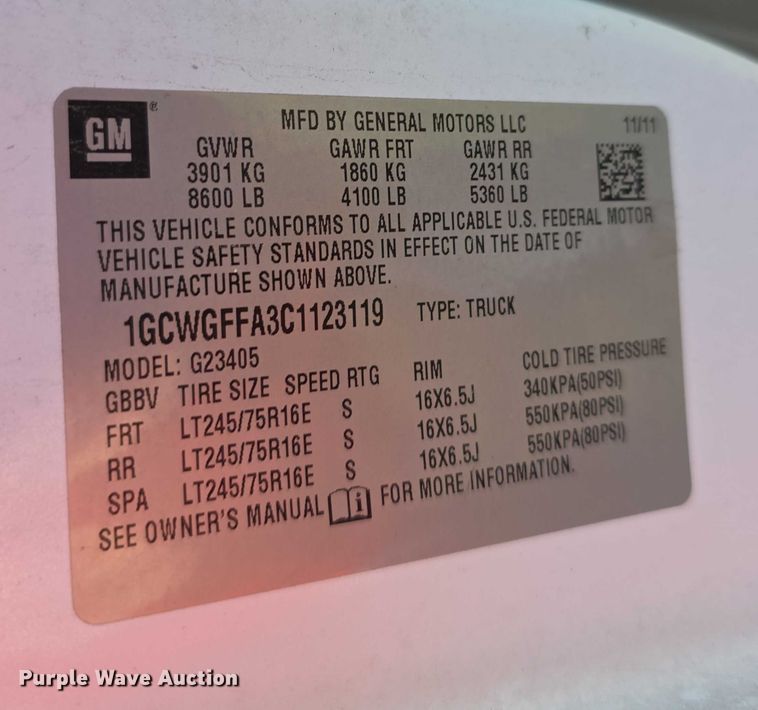 GM
®
MFD BY GENERAL MOTORS LLC
11/11
GVWR GAWR FRT GAWR RR
3901 KG 1860 KG 2431 KG
8600 LB 4100 LB 5360 LB
THIS VEHICLE CONFORMS TO ALL APPLICABLE U.S. FEDERAL MOTOR
VEHICLE SAFETY STANDARDS IN EFFECT ON THE DATE OF
MANUFACTURE SHOWN ABOVE.
1GCWGFFA3C1123119 TYPE: TRUCK
MODEL: G23405
GBBV TIRE SIZE SPEED RTG RIM COLD TIRE PRESSURE
FRT LT245/75R16E S 16X6.5J 340KPA(50PSI)
RR LT245/75R16E S 16X6.5J 550KPA(80PSI)
SPA LT245/75R16E S 16X6.5J 550KPA(80PSI)
SEE OWNER'S MANUAL i FOR MORE INFORMATION.
Purple Wave Auction